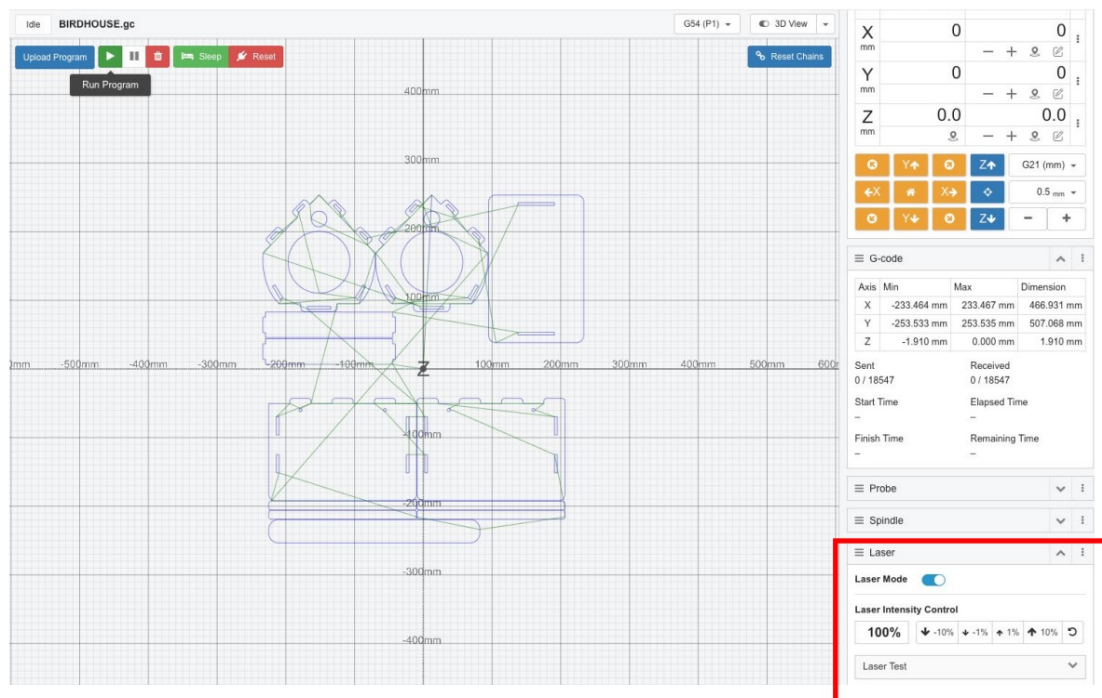 Idle BIRDHOUSE.gc G54 (P1) 3D View
Upload Program Sleep Reset Reset Chains
Run Program
400mm
300mm
200mm
100mm
-500mm -400mm -300mm -200mm -100mm Z 100mm 200mm 300mm 400mm 500mm
-100mm
-200mm
-300mm
-400mm
X 0 0
mm
Y 0 0
mm
Z 0.0 0.0
mm
Y Z G21 (mm)
X X 0.5 mm
Y Z
G-code
Axis Min Max Dimension
X -233.464 mm 233.467 mm 466.931 mm
Y -253.533 mm 253.535 mm 507.068 mm
Z -1.910 mm 0.000 mm 1.910 mm
Sent Received
0 / 18547 0 / 18547
Start Time Elapsed Time
– –
Finish Time Remaining Time
– –
Probe
Spindle
Laser
Laser Mode
Laser Intensity Control
100% -10% -1% 1% 10%
Laser Test